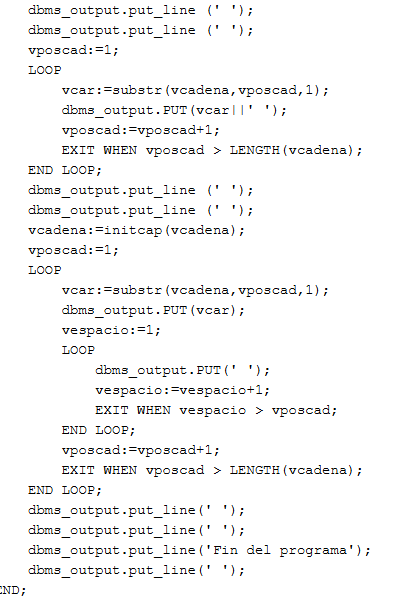 dbms_output.put_line (' ');
dbms_output.put_line (' ');
vposcad:=1;
LOOP
vcar:=substr(vcadena,vposcad,1);
dbms_output.PUT(vcar||' ');
vposcad:=vposcad+1;
EXIT WHEN vposcad > LENGTH(vcadena);
END LOOP;
dbms_output.put_line (' ');
dbms_output.put_line (' ');
vcadena:=initcap(vcadena);
vposcad:=1;
LOOP
vcar:=substr(vcadena,vposcad,1);
dbms_output.PUT(vcar);
vespacio:=1;
LOOP
dbms_output.PUT(' ');
vespacio:=vespacio+1;
EXIT WHEN vespacio > vposcad;
END LOOP;
vposcad:=vposcad+1;
EXIT WHEN vposcad > LENGTH(vcadena);
END LOOP;
dbms_output.put_line(' ');
dbms_output.put_line(' ');
dbms_output.put_line('Fin del programa');
dbms_output.put_line(' ');
END;